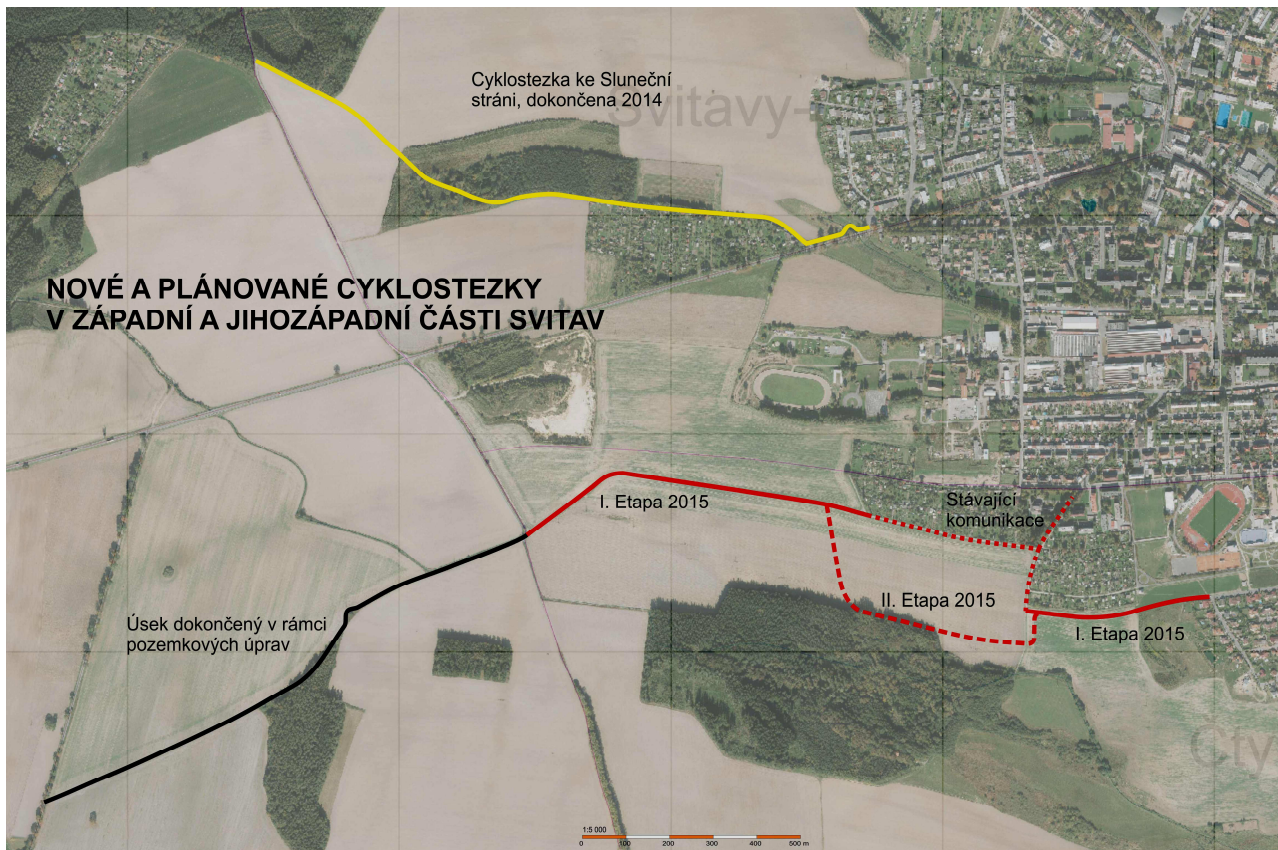 Cyklostezka ke Sluneční
stráni, dokončena 2014
Svitavy-
NOVÉ A PLÁNOVANÉ CYKLOSTEZKY
V ZÁPADNÍ A JIHOZÁPADNÍ ČÁSTI SVITAV
I. Etapa 2015
Stávající
komunikace
II. Etapa 2015
Úsek dokončený v rámci
pozemkových úprav
I. Etapa 2015
Čty
1:5 000
0 100 200 300 400 500 m